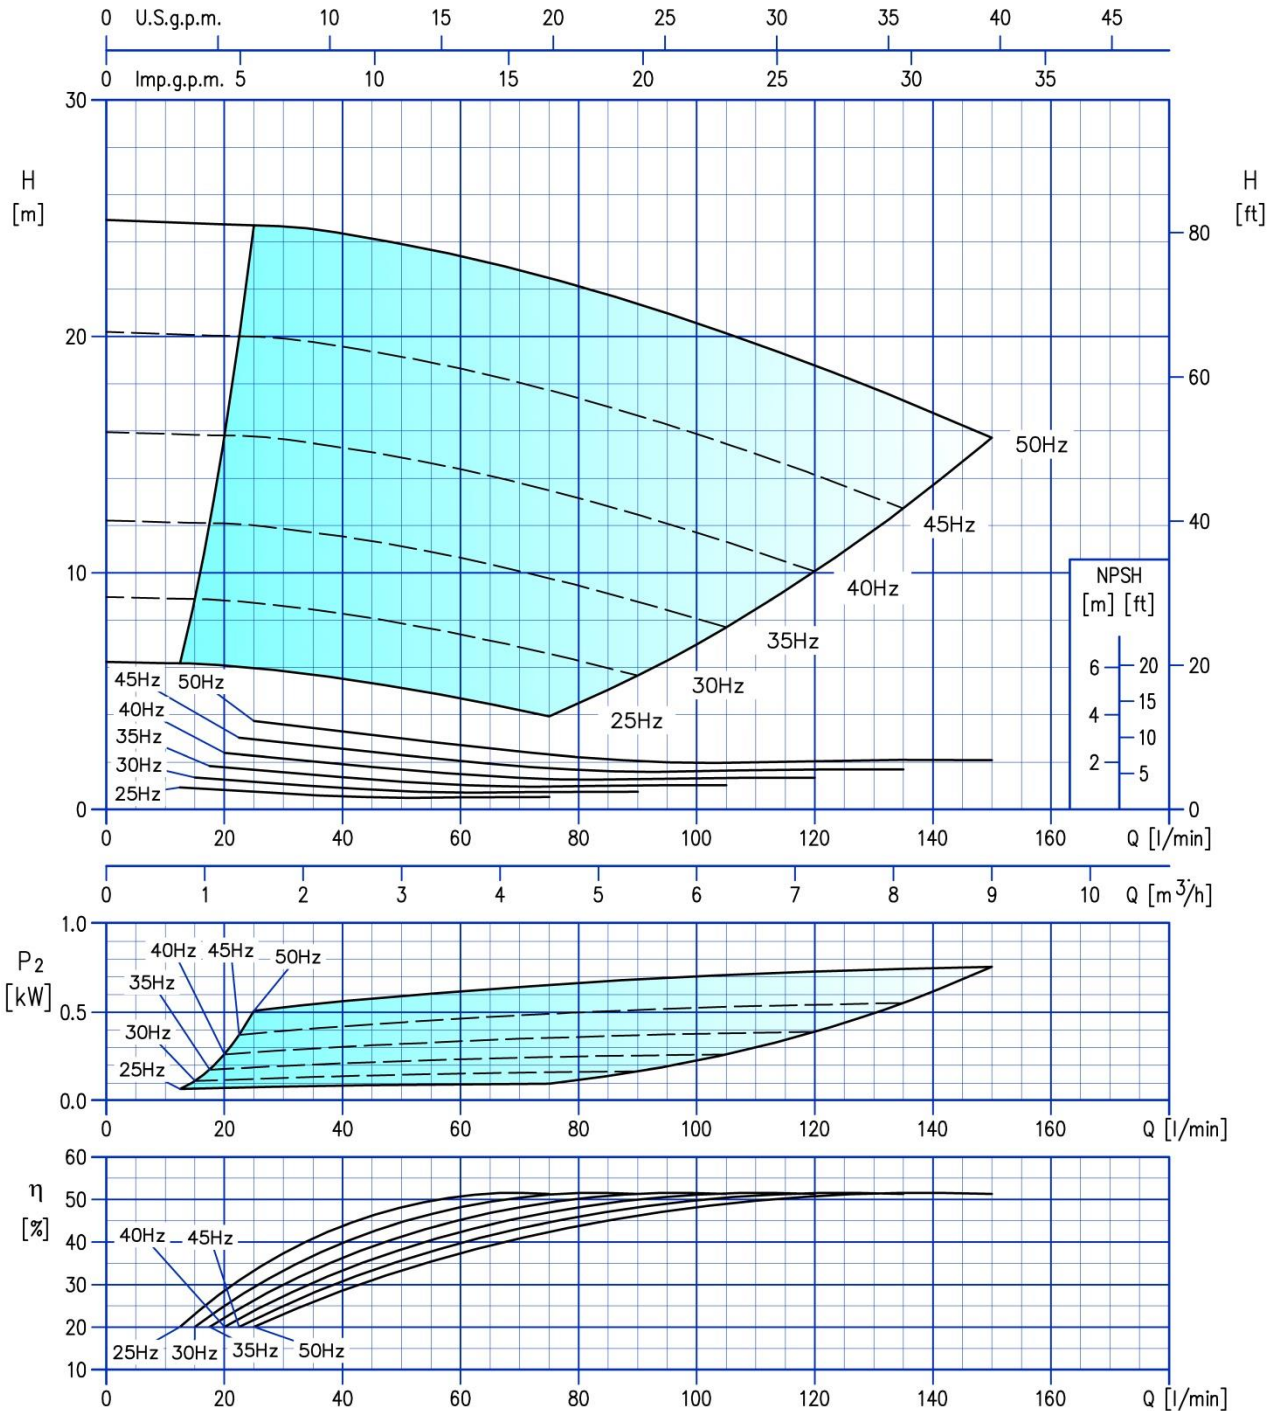 0 U.S.g.p.m. 10 15 20 25 30 35 40 45
0 Imp.g.p.m. 5 10 15 20 25 30 35
30
H
[m]
H
[ft]
80
20
60
50Hz
45Hz
40
10
40Hz
NPSH
[m] [ft]
35Hz
6 20 20
45Hz 50Hz
30Hz
15
40Hz
25Hz
4
35Hz
10
30Hz
2
5
25Hz
0 0
0 20 40 60 80 100 120 140 160 Q [l/min]
0 1 2 3 4 5 6 7 8 9 10 Q [m³/h]
1.0
P2
[kW]
40Hz 45Hz 50Hz
35Hz
0.5
30Hz
25Hz
0.0
0 20 40 60 80 100 120 140 160 Q [l/min]
60
η
[%]
50
40Hz 45Hz
40
30
20
25Hz 30Hz 35Hz 50Hz
10
0 20 40 60 80 100 120 140 160 Q [l/min]